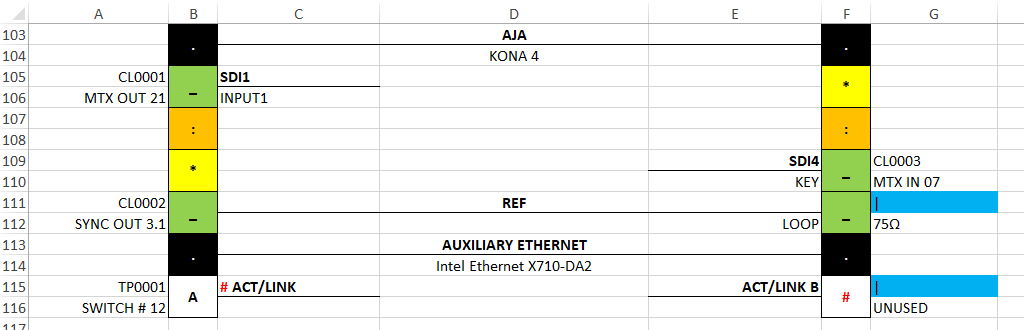 A B C D E F G
103 . AJA .
104 KONA 4
105 CL0001 _ SDI1 *
106 MTX OUT 21 INPUT1
107 : :
108
109 * SDI4 _ CL0003
110 KEY MTX IN 07
111 CL0002 _ REF _ |
112 SYNC OUT 3.1 LOOP 75Ω
113 . AUXILIARY ETHERNET .
114 Intel Ethernet X710-DA2
115 TP0001 A # ACT/LINK ACT/LINK B # |
116 SWITCH # 12 UNUSED
117